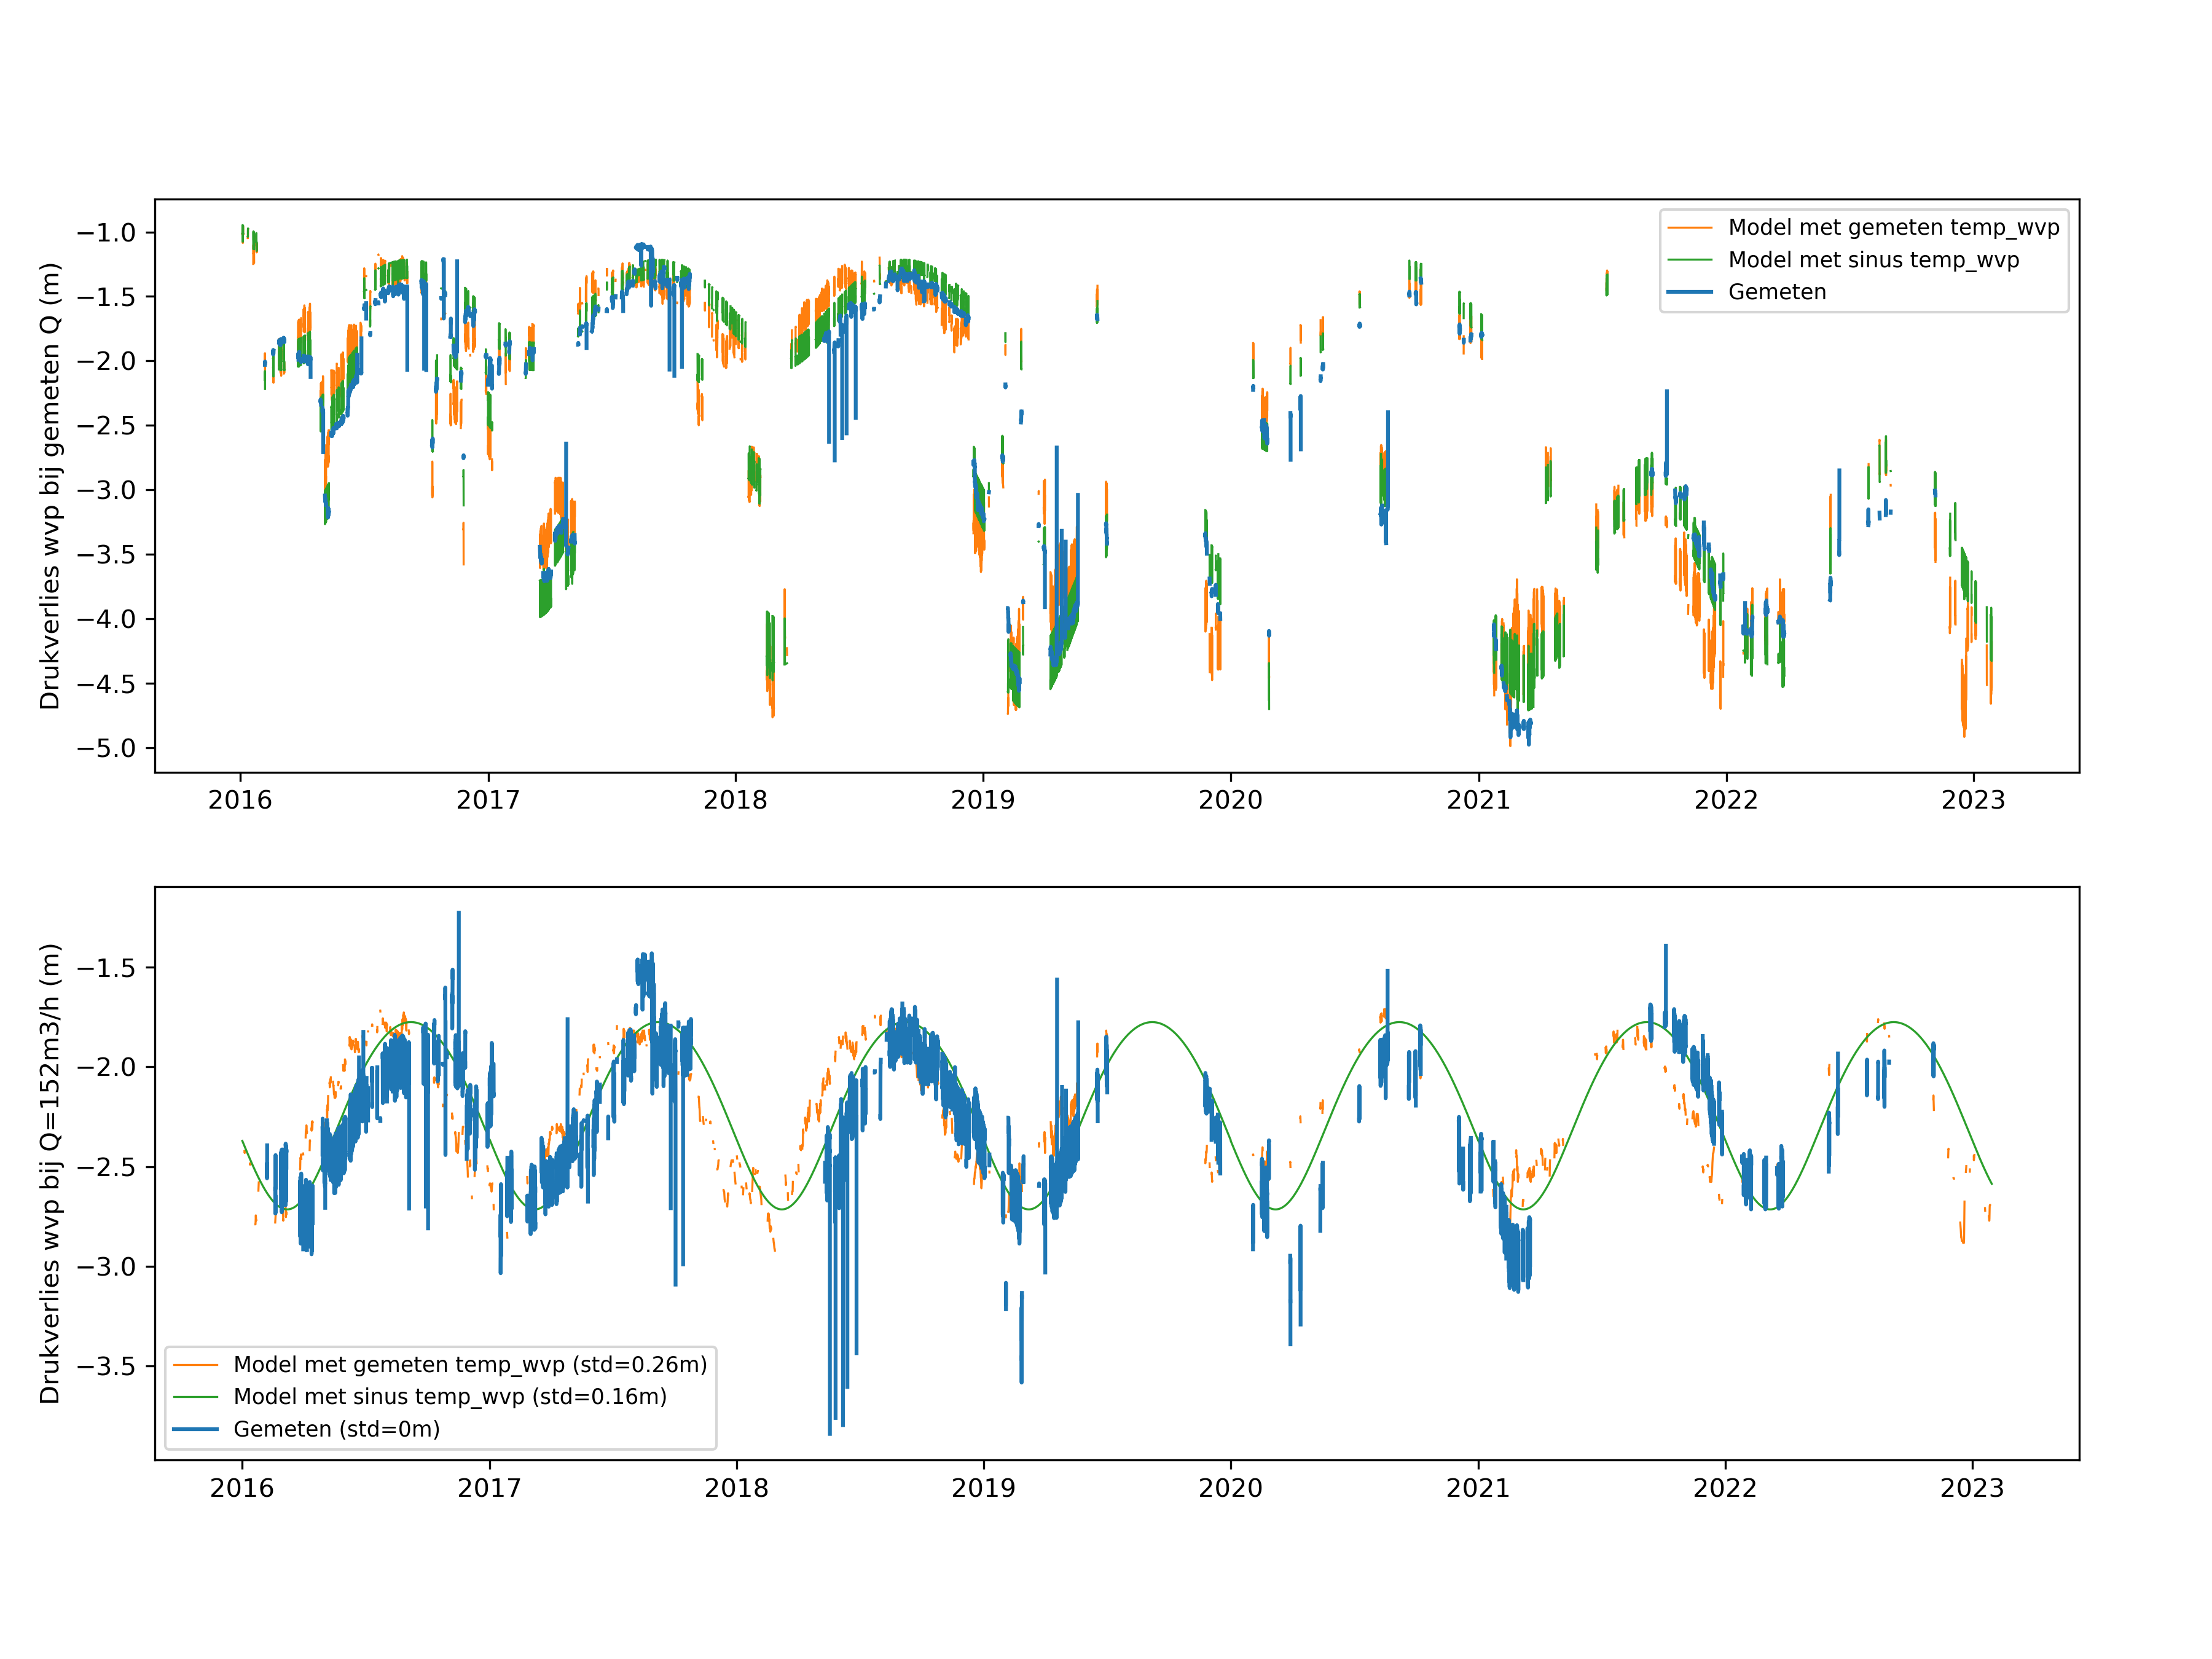 Drukverlies wvp bij gemeten Q (m)
−1.0
−1.5
−2.0
−2.5
−3.0
−3.5
−4.0
−4.5
−5.0
Model met gemeten temp_wvp
Model met sinus temp_wvp
Gemeten
2016 2017 2018 2019 2020 2021 2022 2023
Drukverlies wvp bij Q=152m3/h (m)
−1.5
−2.0
−2.5
−3.0
−3.5
Model met gemeten temp_wvp (std=0.26m)
Model met sinus temp_wvp (std=0.16m)
Gemeten (std=0m)
2016 2017 2018 2019 2020 2021 2022 2023